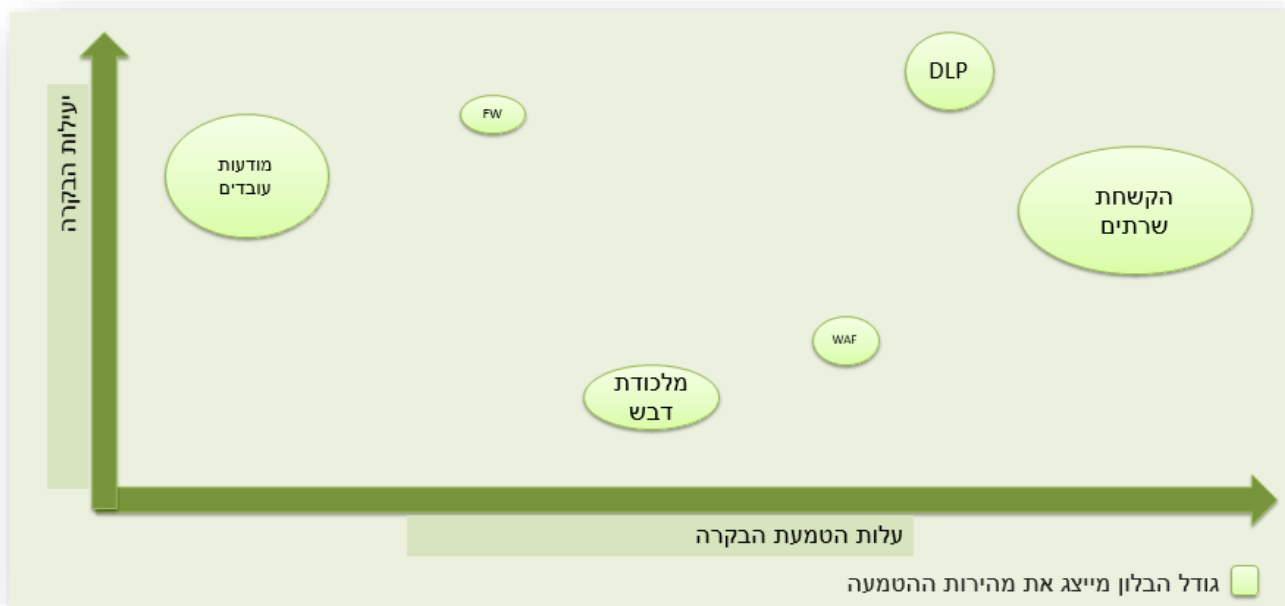 DLP
FW
יעילות הבקרה
מודעות
עובדים
הקשחת
שרתים
WAF
מלכודת
דבש
עלות הטמעת הבקרה
גודל הבלון מייצג את מהירות ההטמעה